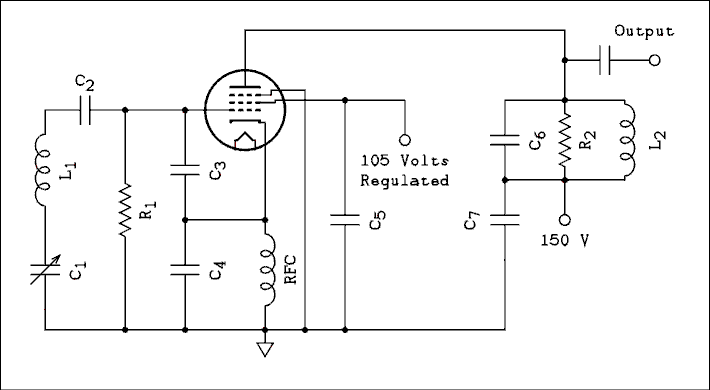 Output
C2
L1
C3
R1
C1
C4
RFC
105 Volts
Regulated
C5
C6
R2
L2
C7
150 V